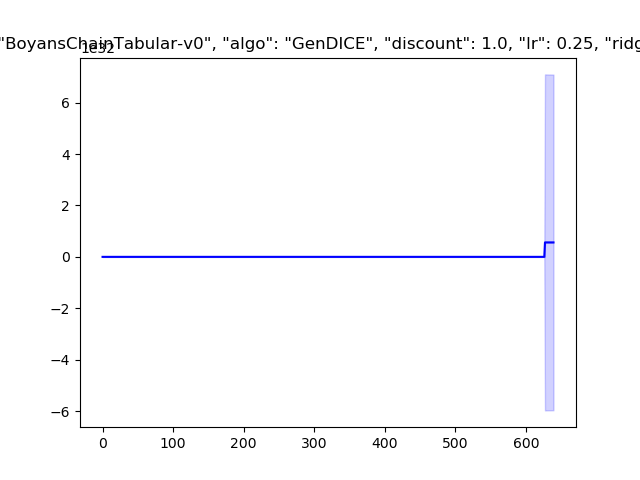 "BoyansChainTabular-v0", "algo": "GenDICE", "discount": 1.0, "lr": 0.25, "ridg
1e32
6
4
2
0
−2
−4
−6
0 100 200 300 400 500 600